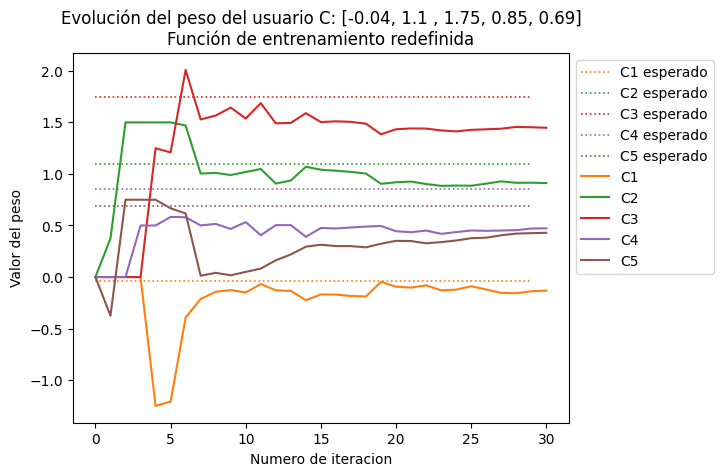 Evolución del peso del usuario C: [-0.04, 1.1 , 1.75, 0.85, 0.69]
Función de entrenamiento redefinida
Valor del peso
2.0
1.5
1.0
0.5
0.0
−0.5
−1.0
0
5
10
15
20
25
30
Numero de iteracion
C1 esperado
C2 esperado
C3 esperado
C4 esperado
C5 esperado
C1
C2
C3
C4
C5